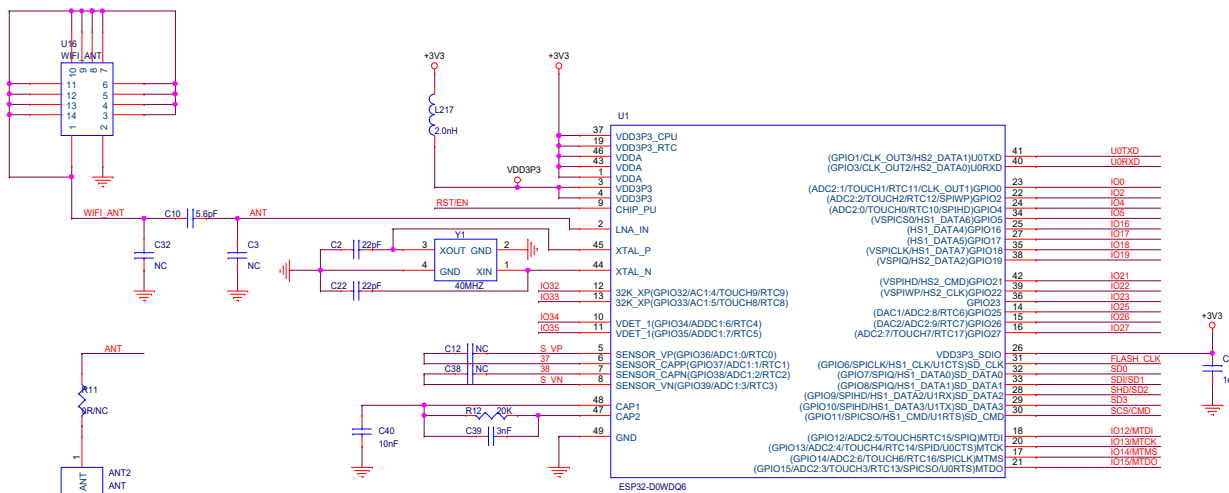 U16
WIFI_ANT
10
9
8
7
11
12
13
14
6
5
4
3
1
2
WIFI_ANT
C10
5.6pF
ANT
C32
NC
C3
NC
+3V3
L217
2.0nH
+3V3
VDD3P3
RST/EN
C2
22pF
Y1
3
XOUT
GND
2
4
GND
XIN
1
40MHZ
C22
22pF
IO32
IO33
IO34
IO35
C12
NC
S_VP
37
C38
NC
38
S_VN
R12
20K
C39
3nF
C40
10nF
ANT
R11
0R/NC
1
ANT
ANT2
ANT
U1
37 VDD3P3_CPU
19 VDD3P3_RTC
46 VDDA
43 VDDA
1 VDDA
3 VDD3P3
4 VDD3P3
9 CHIP_PU
2 LNA_IN
45 XTAL_P
44 XTAL_N
12 32K_XP(GPIO32/AC1:4/TOUCH9/RTC9)
13 32K_XP(GPIO33/AC1:5/TOUCH8/RTC8)
10 VDET_1(GPIO34/ADDC1:6/RTC4)
11 VDET_1(GPIO35/ADDC1:7/RTC5)
5 SENSOR_VP(GPIO36/ADC1:0/RTC0)
6 SENSOR_CAPP(GPIO37/ADC1:1/RTC1)
7 SENSOR_CAPN(GPIO38/ADC1:2/RTC2)
8 SENSOR_VN(GPIO39/ADC1:3/RTC3)
48 CAP1
47 CAP2
49 GND
(GPIO1/CLK_OUT3/HS2_DATA1)U0TXD 41 U0TXD
(GPIO3/CLK_OUT2/HS2_DATA0)U0RXD 40 U0RXD
(ADC2:1/TOUCH1/RTC11/CLK_OUT1)GPIO0 23 IO0
(ADC2:2/TOUCH2/RTC12/SPIWP)GPIO2 22 IO2
(ADC2:0/TOUCH0/RTC10/SPIHD)GPIO4 24 IO4
(VSPICS0/HS1_DATA6)GPIO5 34 IO5
(HS1_DATA4)GPIO16 25 IO16
(HS1_DATA5)GPIO17 27 IO17
(VSPICLK/HS1_DATA7)GPIO18 35 IO18
(VSPIQ/HS2_DATA2)GPIO19 38 IO19
(VSPIHD/HS2_CMD)GPIO21 42 IO21
(VSPIWP/HS2_CLK)GPIO22 39 IO22
GPIO23 36 IO23
(DAC1/ADC2:8/RTC6)GPIO25 14 IO25
(DAC2/ADC2:9/RTC7)GPIO26 15 IO26
(ADC2:7/TOUCH17/RTC17)GPIO27 16 IO27
VDD3P3_SDIO 26
(GPIO6/SPICLK/HS1_CLK/U1CTS)SD_CLK 31 FLASH_CLK
(GPIO7/SPIQ/HS1_DATA0)SD_DATA0 32 SD0
(GPIO8/SPIQ/HS1_DATA1)SD_DATA1 33 SDI/SD1
(GPIO9/SPIHD/HS1_DATA2/U1RX)SD_DATA2 28 SHD/SD2
(GPIO10/SPIHD/HS1_DATA3/U1TX)SD_DATA3 29 SD3
(GPIO11/SPICSO/HS1_CMD/U1RTS)SD_CMD 30 SCS/CMD
(GPIO12/ADC2:5/TOUCH5RTC15/SPIQ)MTDI 18 IO12/MTDI
(GPIO13/ADC2:4/TOUCH4/RTC14/SPID/U0CTS)MTCK 20 IO13/MTCK
(GPIO14/ADC2:6/TOUCH6/RTC16/SPICLK)MTMS 17 IO14/MTMS
(GPIO15/ADC2:3/TOUCH3/RTC13/SPICSO/U0RTS)MTDO 21 IO15/MTDO
ESP32-D0WDQ6
+3V3